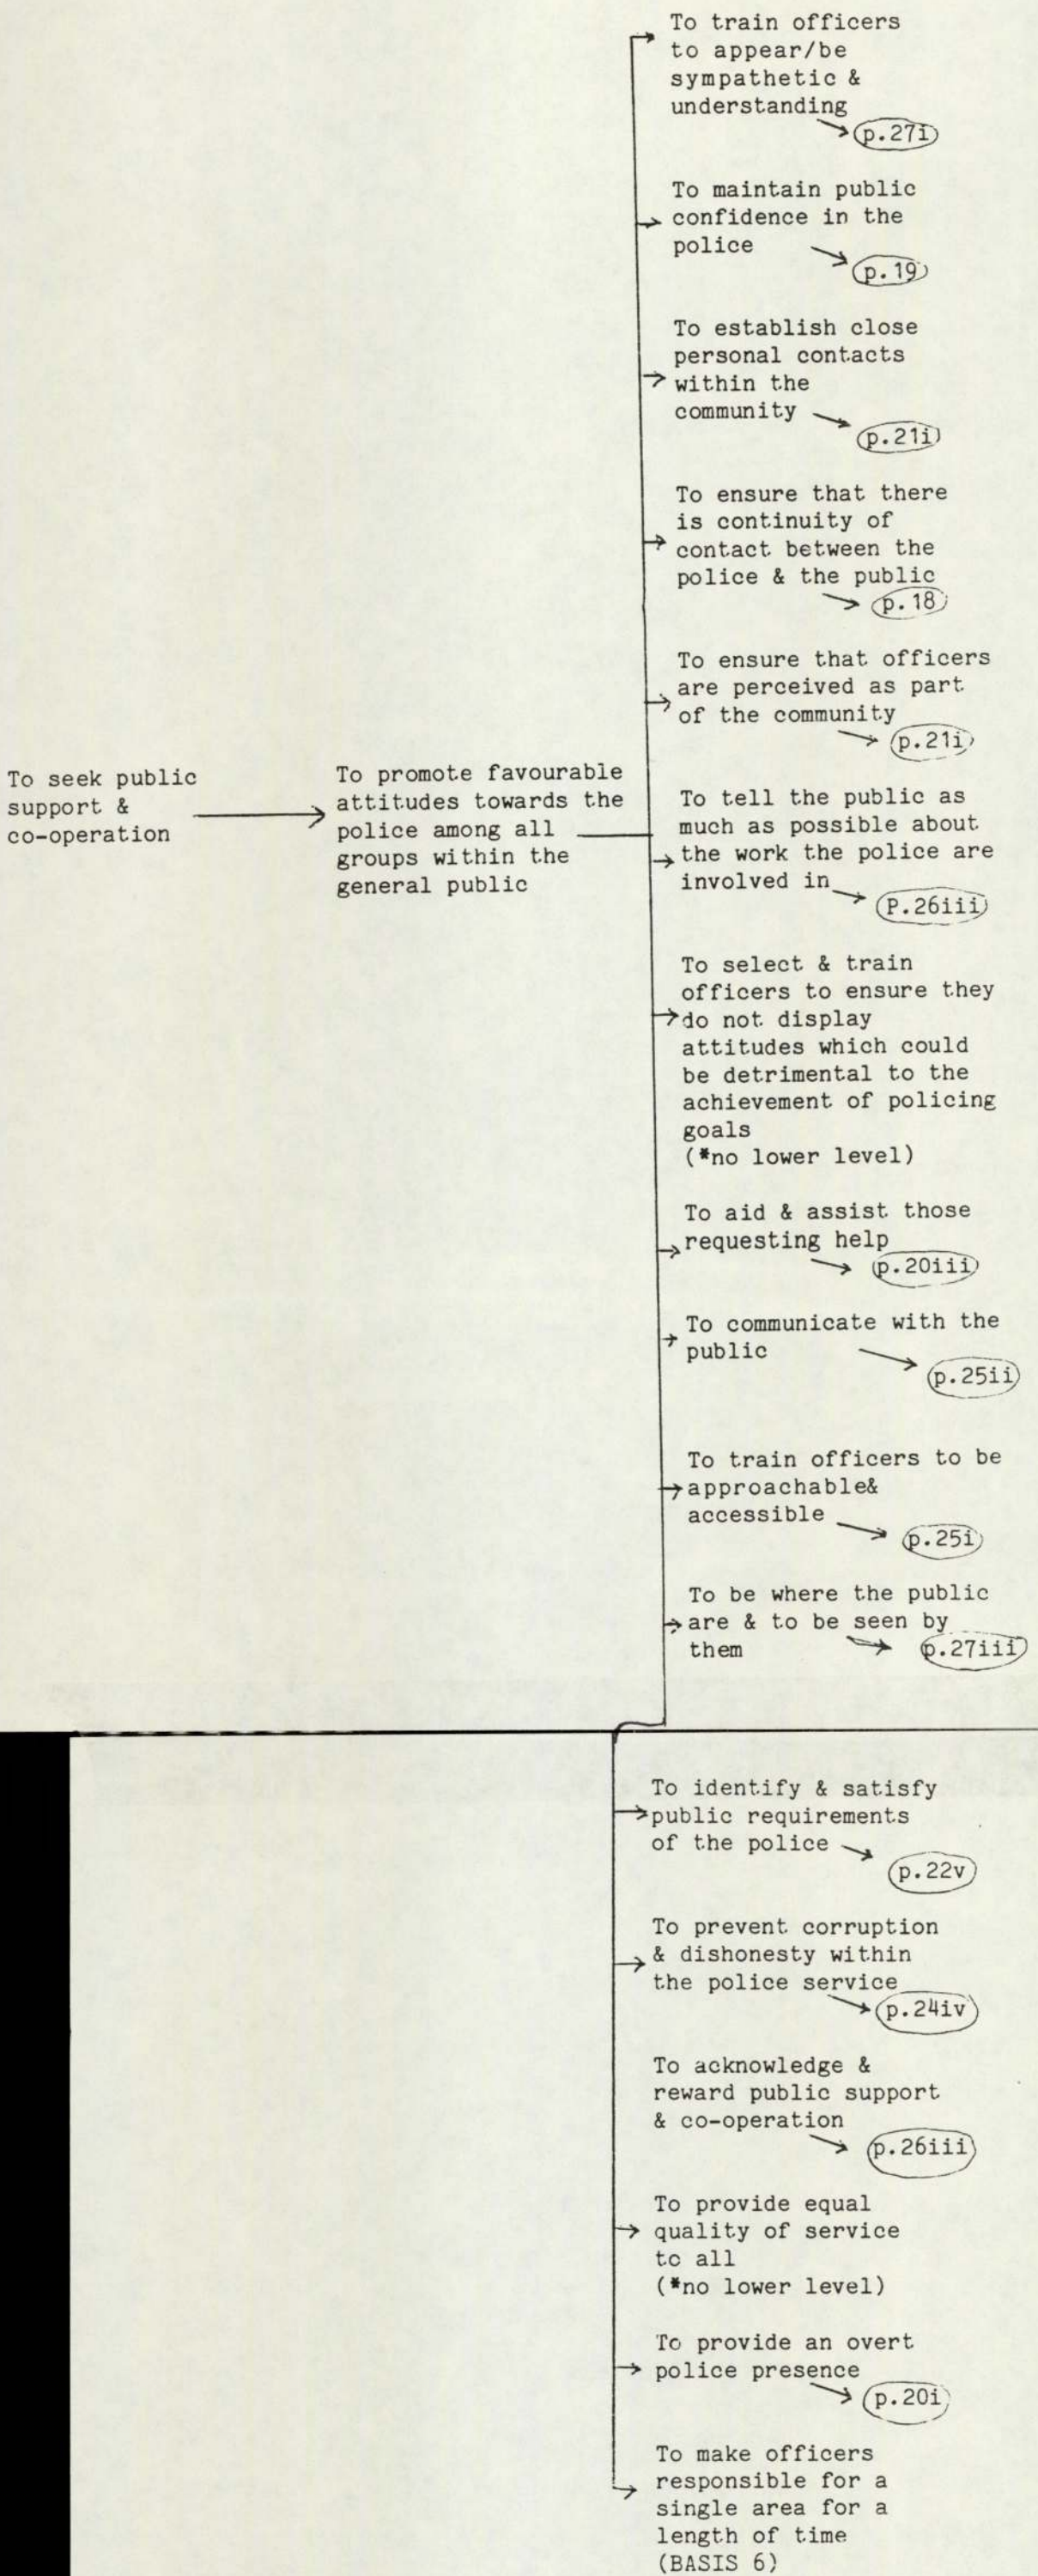 To seek public
support &
co-operation
To promote favourable
attitudes towards the
police among all
groups within the
general public
To train officers
to appear/be
sympathetic &
understanding
p.27i
To maintain public
confidence in the
police
p.19
To establish close
personal contacts
within the
community
p.21i
To ensure that there
is continuity of
contact between the
police & the public
p.18
To ensure that officers
are perceived as part
of the community
p.21i
To tell the public as
much as possible about
the work the police are
involved in
P.26iii
To select & train
officers to ensure they
do not display
attitudes which could
be detrimental to the
achievement of policing
goals
(*no lower level)
To aid & assist those
requesting help
p.20iii
To communicate with the
public
p.25ii
To train officers to be
approachable&
accessible
p.25i
To be where the public
are & to be seen by
them
p.27iii
To identify & satisfy
public requirements
of the police
p.22v
To prevent corruption
& dishonesty within
the police service
p.24iv
To acknowledge &
reward public support
& co-operation
p.26iii
To provide equal
quality of service
to all
(*no lower level)
To provide an overt
police presence
p.20i
To make officers
responsible for a
single area for a
length of time
(BASIS 6)